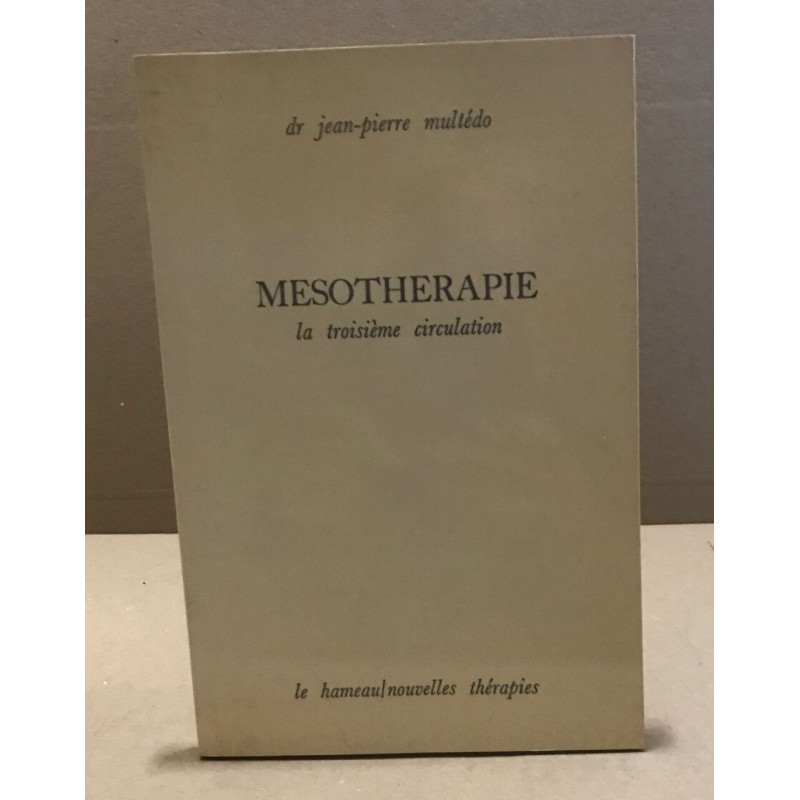 dr jean-pierre multédo
MESOTHERAPIE
la troisième circulation
le hameau/nouvelles thérapies